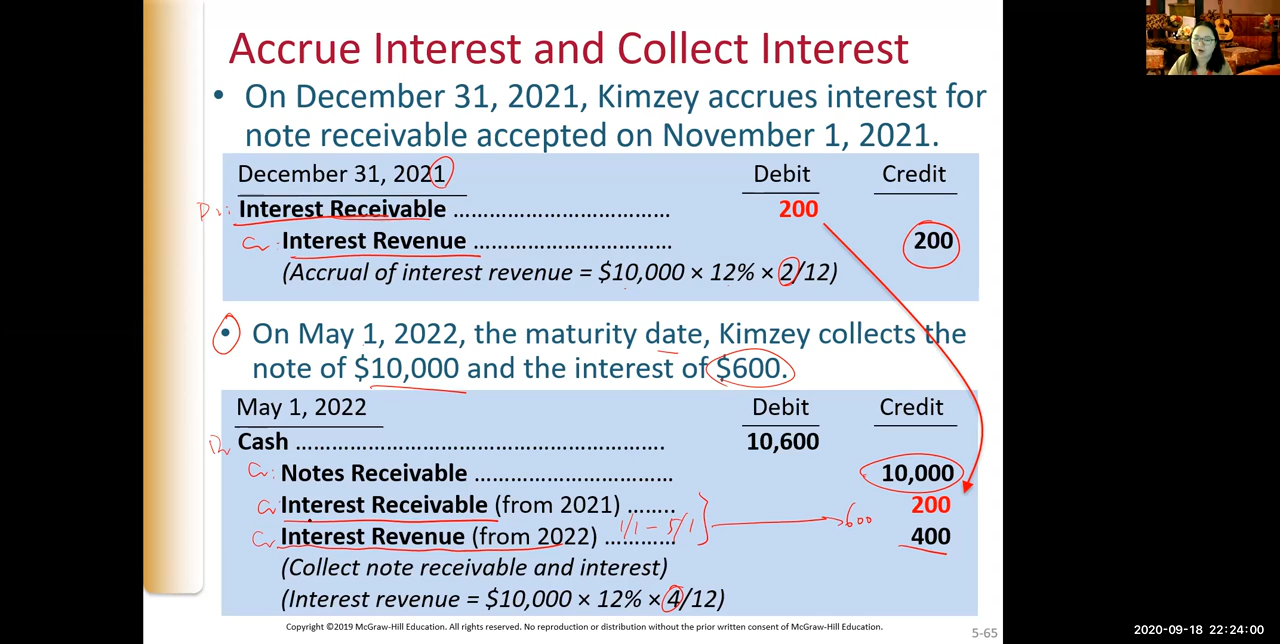 Accrue Interest and Collect Interest
• On December 31, 2021, Kimzey accrues interest for
note receivable accepted on November 1, 2021.
December 31, 2021 Debit Credit
Dr: Interest Receivable ..................................... 200
Cr: Interest Revenue ................................. 200
(Accrual of interest revenue = $10,000 × 12% × 2/12)
• On May 1, 2022, the maturity date, Kimzey collects the
note of $10,000 and the interest of $600.
May 1, 2022 Debit Credit
Dr Cash ............................................................... 10,600
Cr: Notes Receivable ................................. 10,000
Cr Interest Receivable (from 2021) ........ 200
Cr Interest Revenue (from 2022) ............ 1/1 - 5/1 600 400
(Collect note receivable and interest)
(Interest revenue = $10,000 × 12% × 4/12)
Copyright ©2019 McGraw-Hill Education. All rights reserved. No reproduction or distribution without the prior written consent of McGraw-Hill Education.
5-65
2020-09-18 22:24:00